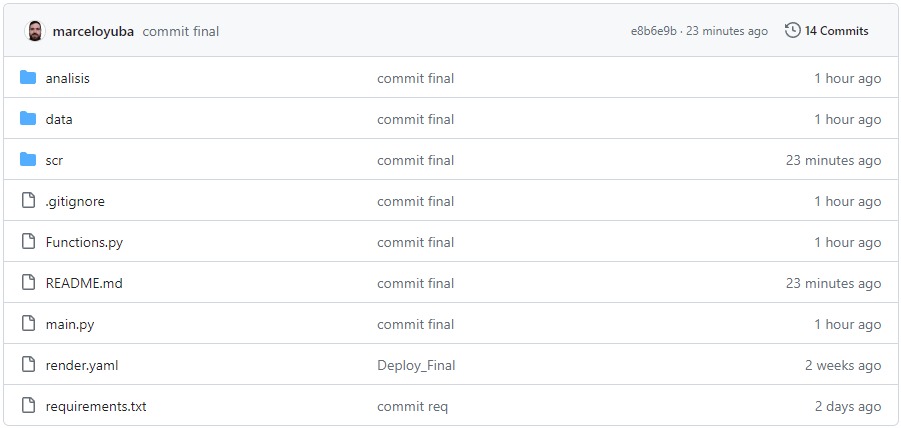 marceloyuba commit final e8b6e9b · 23 minutes ago 14 Commits
analisis commit final 1 hour ago
data commit final 1 hour ago
scr commit final 23 minutes ago
.gitignore commit final 1 hour ago
Functions.py commit final 1 hour ago
README.md commit final 23 minutes ago
main.py commit final 1 hour ago
render.yaml Deploy_Final 2 weeks ago
requirements.txt commit req 2 days ago